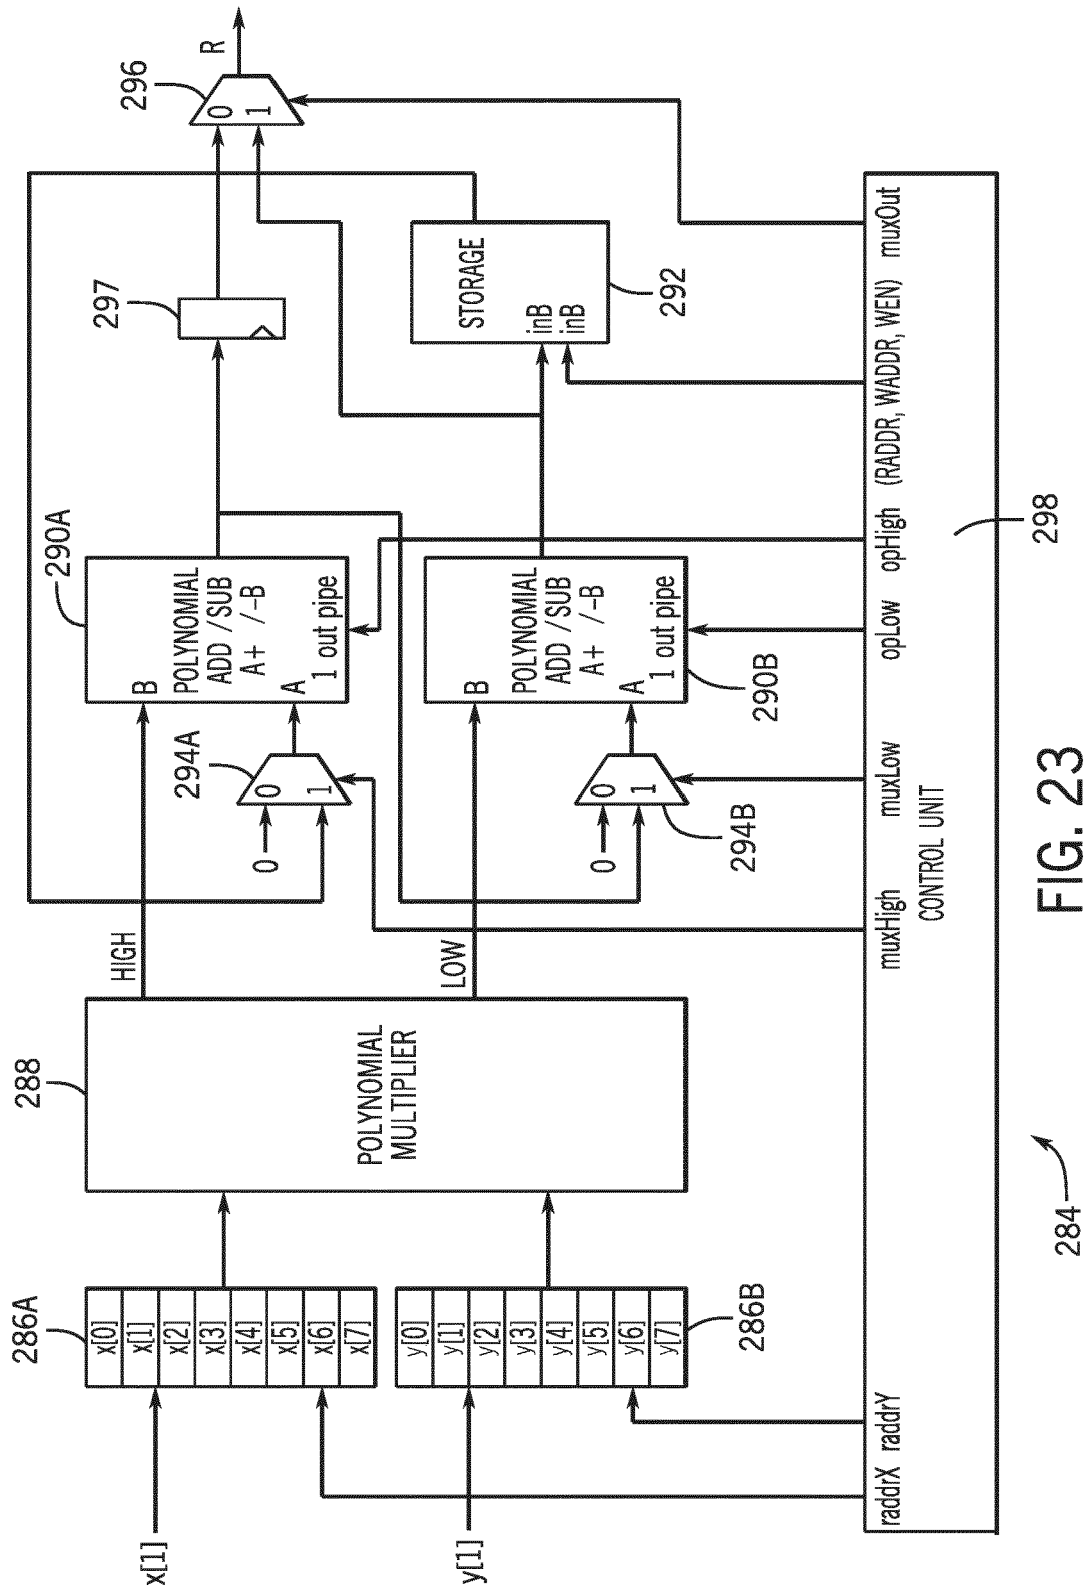 x[1]
y[1]
286A
x[0]
x[1]
x[2]
x[3]
x[4]
x[5]
x[6]
x[7]
y[0]
y[1]
y[2]
y[3]
y[4]
y[5]
y[6]
y[7]
286B
288
POLYNOMIAL
MULTIPLIER
HIGH
LOW
294A
0
0
1
294B
0
0
1
290A
B
POLYNOMIAL
ADD /SUB
A+ /-B
A
1 out pipe
290B
B
POLYNOMIAL
ADD /SUB
A+ /-B
A
1 out pipe
297
STORAGE
inB
inB
292
296
0
1
R
raddrX
raddrY
muxHigh
muxLow
opLow
opHigh
(RADDR, WADDR, WEN)
muxOut
CONTROL UNIT
298
284
FIG. 23